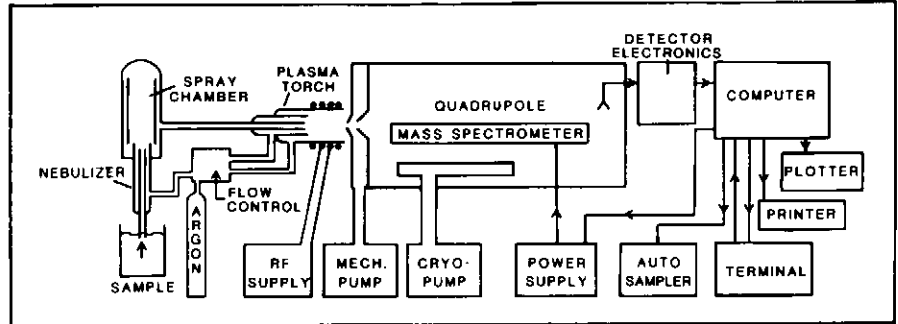 DETECTOR
ELECTRONICS
SPRAY
CHAMBER
PLASMA
TORCH
QUADRUPOLE
MASS SPECTROMETER
COMPUTER
NEBULIZER
FLOW
CONTROL
ARGON
PLOTTER
PRINTER
SAMPLE
RF
SUPPLY
MECH.
PUMP
CRYO-
PUMP
POWER
SUPPLY
AUTO
SAMPLER
TERMINAL